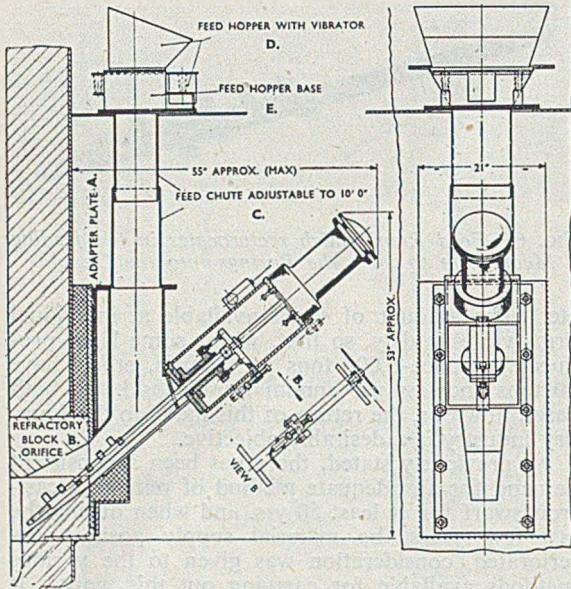 FEED HOPPER WITH VIBRATOR
D.
FEED HOPPER BASE
E.
55" APPROX. (MAX)
21"
FEED CHUTE ADJUSTABLE TO 10' 0"
C.
ADAPTER PLATE·A.
53" APPROX.
B.
REFRACTORY
BLOCK B.
ORIFICE
VIEW B